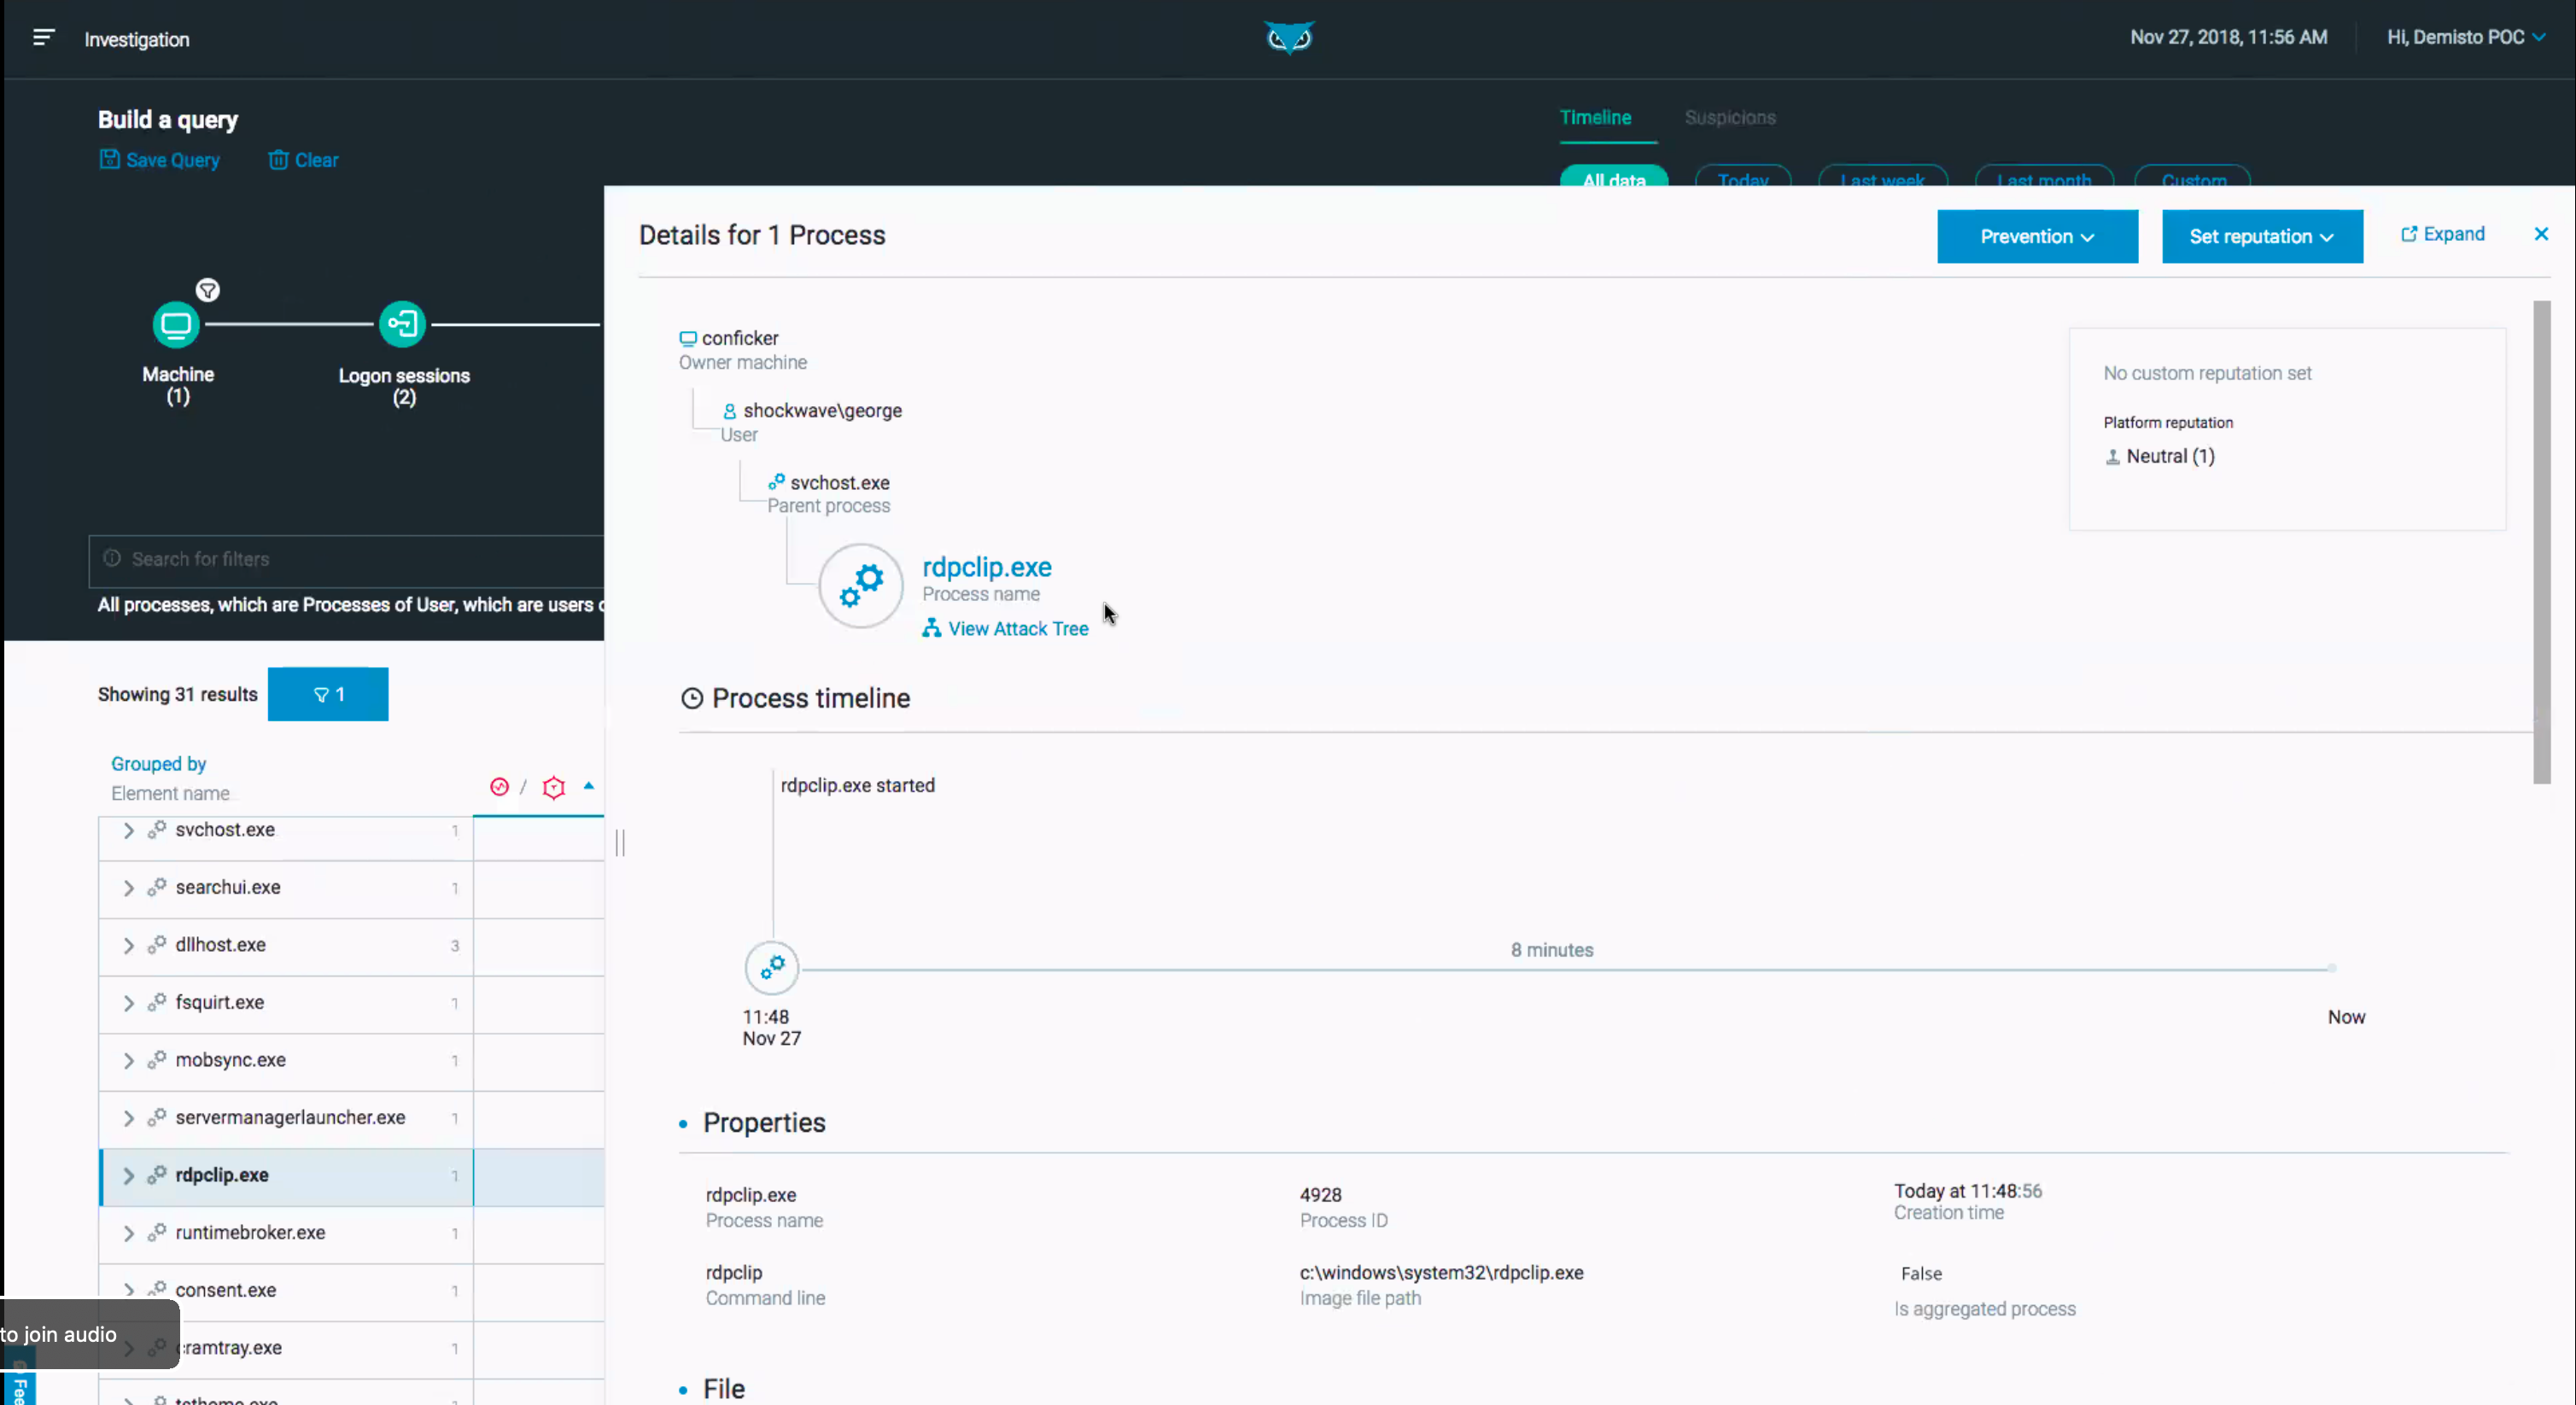 Investigation
Nov 27, 2018, 11:56 AM
Hi, Demisto POC
Build a query
Save Query
Clear
Timeline
Suspicions
All data
Today
Last week
Last month
Custom
Machine
(1)
Logon sessions
(2)
Search for filters
All processes, which are Processes of User, which are users
Showing 31 results
1
Grouped by
Element name
/
svchost.exe 1
searchui.exe 1
dllhost.exe 3
fsquirt.exe 1
mobsync.exe 1
servermanagerlauncher.exe 1
rdpclip.exe 1
runtimebroker.exe 1
consent.exe 1
cramtray.exe 1
to join audio
Fee
Details for 1 Process
Prevention
Set reputation
Expand
conficker
Owner machine
shockwave\george
User
svchost.exe
Parent process
rdpclip.exe
Process name
View Attack Tree
No custom reputation set
Platform reputation
Neutral (1)
Process timeline
rdpclip.exe started
8 minutes
11:48
Nov 27
Now
Properties
rdpclip.exe
Process name
4928
Process ID
Today at 11:48:56
Creation time
rdpclip
Command line
c:\windows\system32\rdpclip.exe
Image file path
False
Is aggregated process
File